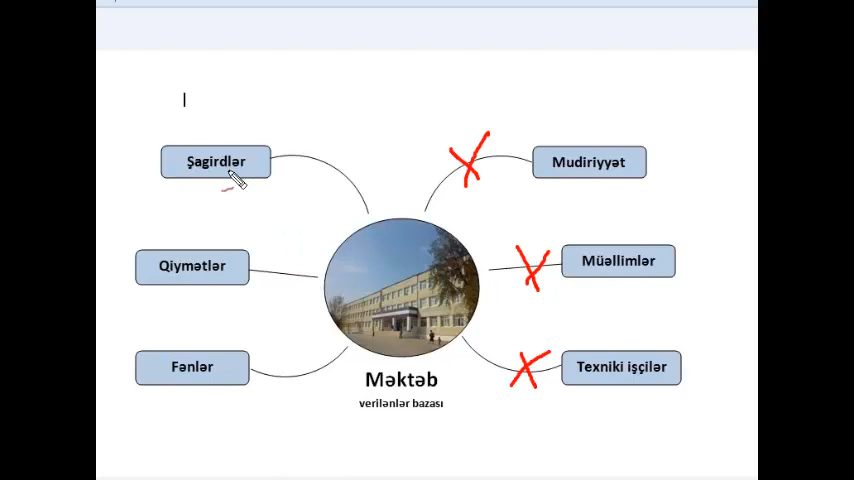 Şagirdlər
Mudiriyyət
Qiymətlər
Müəllimlər
Fənlər
Texniki işçilər
Məktəb
verilənlər bazası